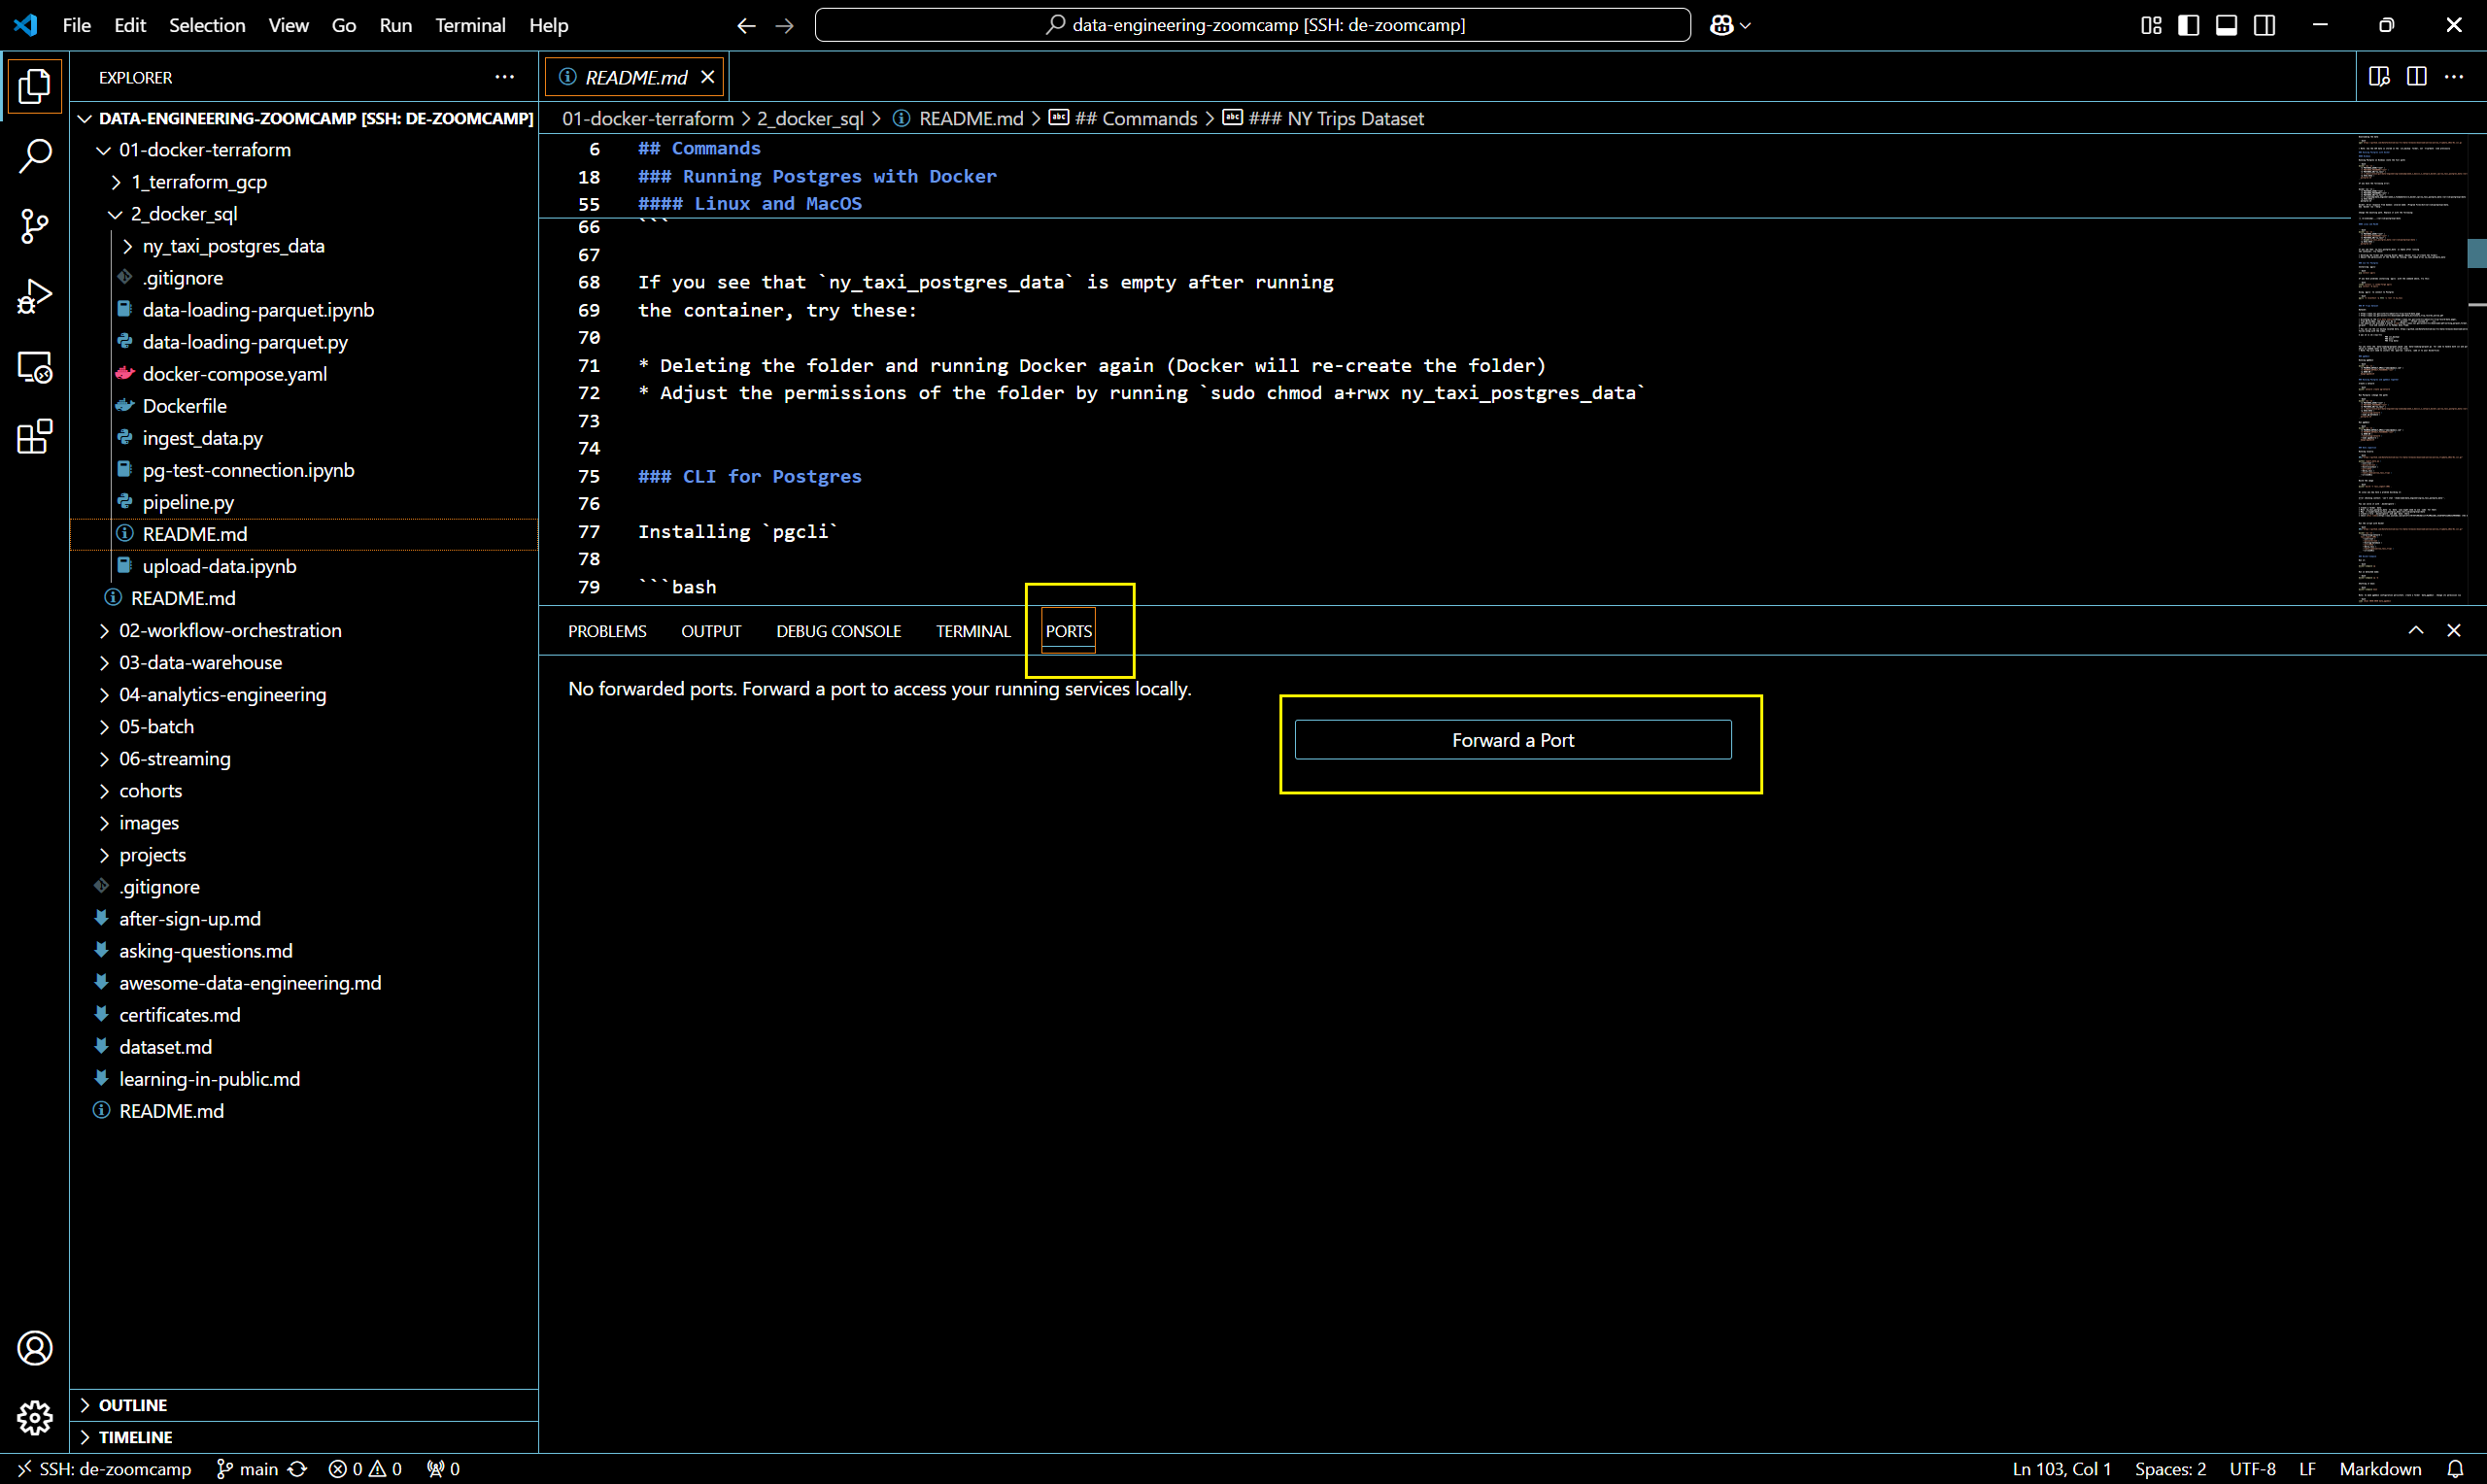 File Edit Selection View Go Run Terminal Help
data-engineering-zoomcamp [SSH: de-zoomcamp]
EXPLORER
DATA-ENGINEERING-ZOOMCAMP [SSH: DE-ZOOMCAMP]
01-docker-terraform
1_terraform_gcp
2_docker_sql
ny_taxi_postgres_data
.gitignore
data-loading-parquet.ipynb
data-loading-parquet.py
docker-compose.yaml
Dockerfile
ingest_data.py
pg-test-connection.ipynb
pipeline.py
README.md
upload-data.ipynb
README.md
02-workflow-orchestration
03-data-warehouse
04-analytics-engineering
05-batch
06-streaming
cohorts
images
projects
.gitignore
after-sign-up.md
asking-questions.md
awesome-data-engineering.md
certificates.md
dataset.md
learning-in-public.md
README.md
OUTLINE
TIMELINE
README.md
01-docker-terraform > 2_docker_sql > README.md > ## Commands > ### NY Trips Dataset
6 ## Commands
18 ### Running Postgres with Docker
55 #### Linux and MacOS
66 ```
67
68 If you see that `ny_taxi_postgres_data` is empty after running
69 the container, try these:
70
71 * Deleting the folder and running Docker again (Docker will re-create the folder)
72 * Adjust the permissions of the folder by running `sudo chmod a+rwx ny_taxi_postgres_data`
73
74
75 ### CLI for Postgres
76
77 Installing `pgcli`
78
79 ```bash
PROBLEMS OUTPUT DEBUG CONSOLE TERMINAL PORTS
No forwarded ports. Forward a port to access your running services locally.
Forward a Port
SSH: de-zoomcamp main 0 0 0 Ln 103, Col 1 Spaces: 2 UTF-8 LF Markdown